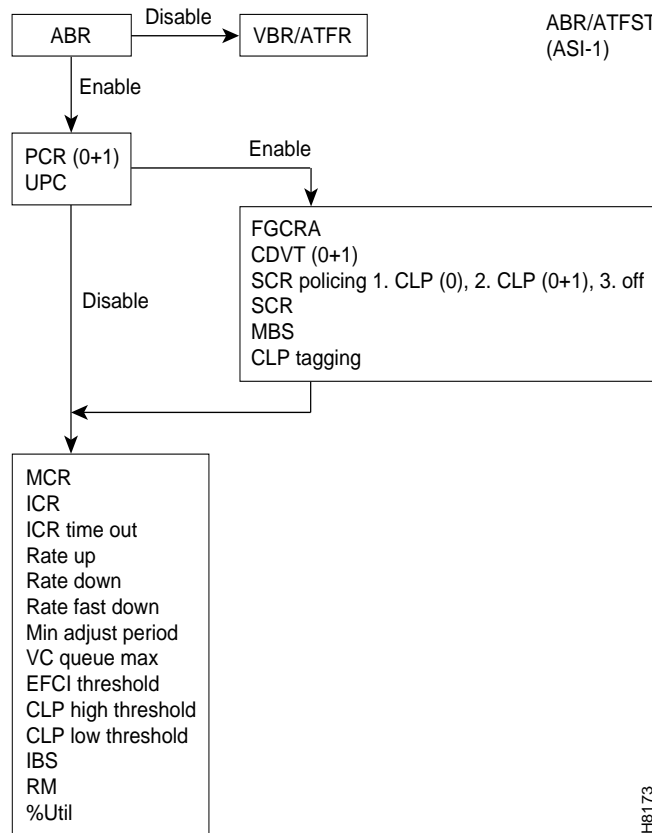 ABR
Disable
VBR/ATFR
ABR/ATFST
(ASI-1)
Enable
PCR (0+1)
UPC
Enable
FGCRA
CDVT (0+1)
SCR policing 1. CLP (0), 2. CLP (0+1), 3. off
SCR
MBS
CLP tagging
Disable
MCR
ICR
ICR time out
Rate up
Rate down
Rate fast down
Min adjust period
VC queue max
EFCI threshold
CLP high threshold
CLP low threshold
IBS
RM
%Util
H8173